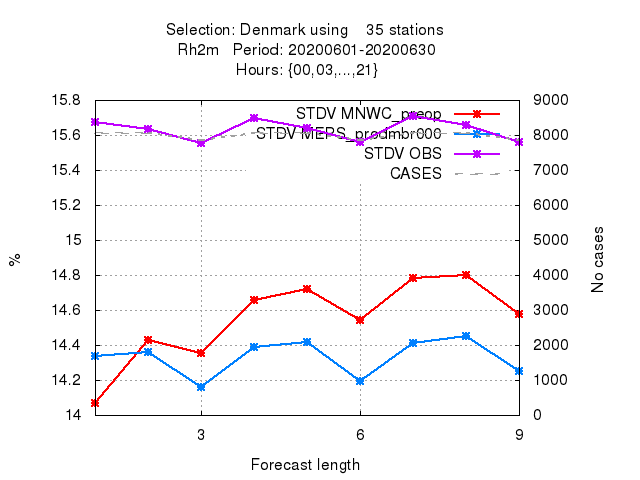 Selection: Denmark using    35 stations
Rh2m   Period: 20200601-20200630
Hours: {00,03,...,21}
15.8
15.6
15.4
15.2
15
14.8
14.6
14.4
14.2
14
%
STDV MNWC_preop
STDV MEPS_prodmbr000
STDV OBS
CASES
9000
8000
7000
6000
5000
4000
3000
2000
1000
0
No cases
3
6
9
Forecast length